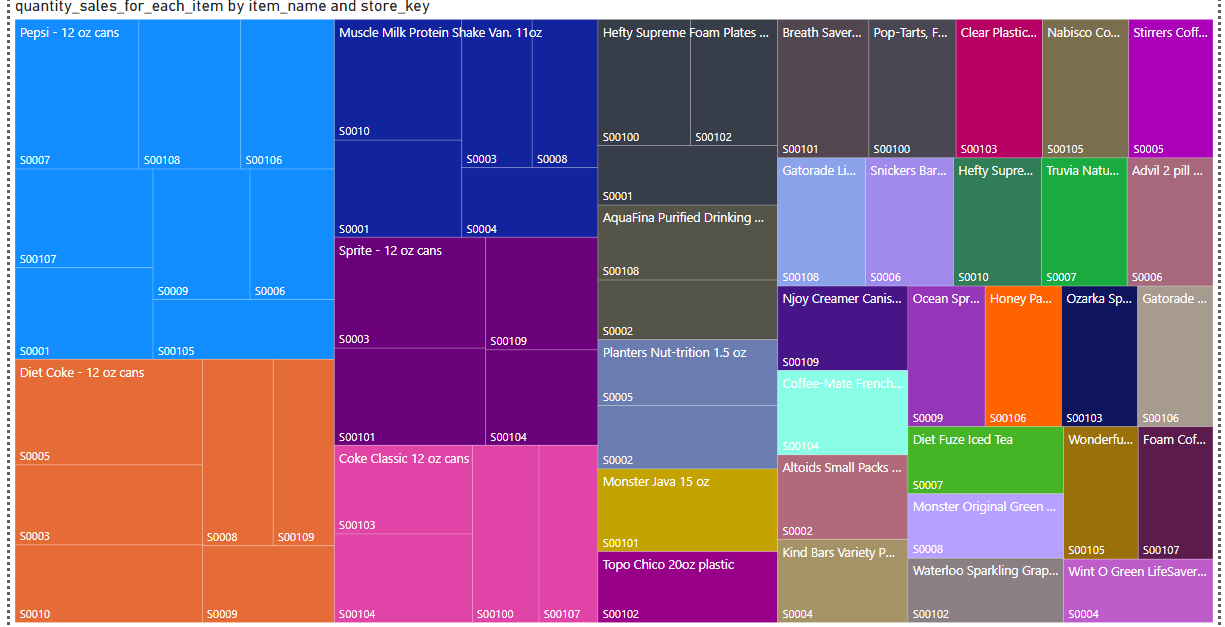 quantity_sales_for_each_item by item_name and store_key
Pepsi - 12 oz cans
S0007
S00108
S00106
S00107
S0009
S0006
S0001
S00105
Diet Coke - 12 oz cans
S0005
S0003
S0008
S00109
S0010
S0009
Muscle Milk Protein Shake Van. 11oz
S0010
S0003
S0008
S0001
S0004
Sprite - 12 oz cans
S0003
S00109
S00101
S00104
Coke Classic 12 oz cans
S00103
S00104
S00100
S00107
Hefty Supreme Foam Plates ...
S00100
S00102
S0001
AquaFina Purified Drinking ...
S00108
S0002
Planters Nut-trition 1.5 oz
S0005
S0002
Monster Java 15 oz
S00101
Topo Chico 20oz plastic
S00102
Breath Saver...
S00101
Pop-Tarts, F...
S00100
Clear Plastic...
S00103
Nabisco Co...
S00105
Stirrers Coff...
S0005
Gatorade Li...
S00108
Snickers Bar...
S0006
Hefty Supre...
S0010
Truvia Natu...
S0007
Advil 2 pill ...
S0006
Njoy Creamer Canis...
S00109
Coffee-Mate French...
S00104
Altoids Small Packs ...
S0002
Kind Bars Variety P...
S0004
Ocean Spr...
S0009
Honey Pa...
S00106
Ozarka Sp...
S00103
Gatorade ...
S00106
Diet Fuze Iced Tea
S0007
Monster Original Green ...
S0008
Waterloo Sparkling Grap...
S00102
Wonderfu...
S00105
Foam Cof...
S00107
Wint O Green LifeSaver...
S0004